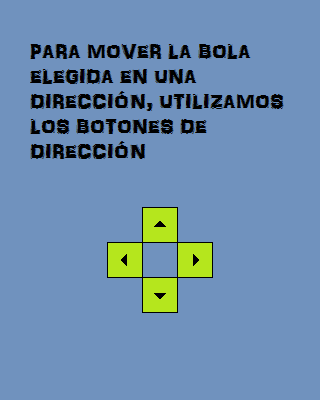 PARA MOVER LA BOLA
ELEGIDA EN UNA
DIRECCIÓN, UTILIZAMOS
LOS BOTONES DE
DIRECCIÓN